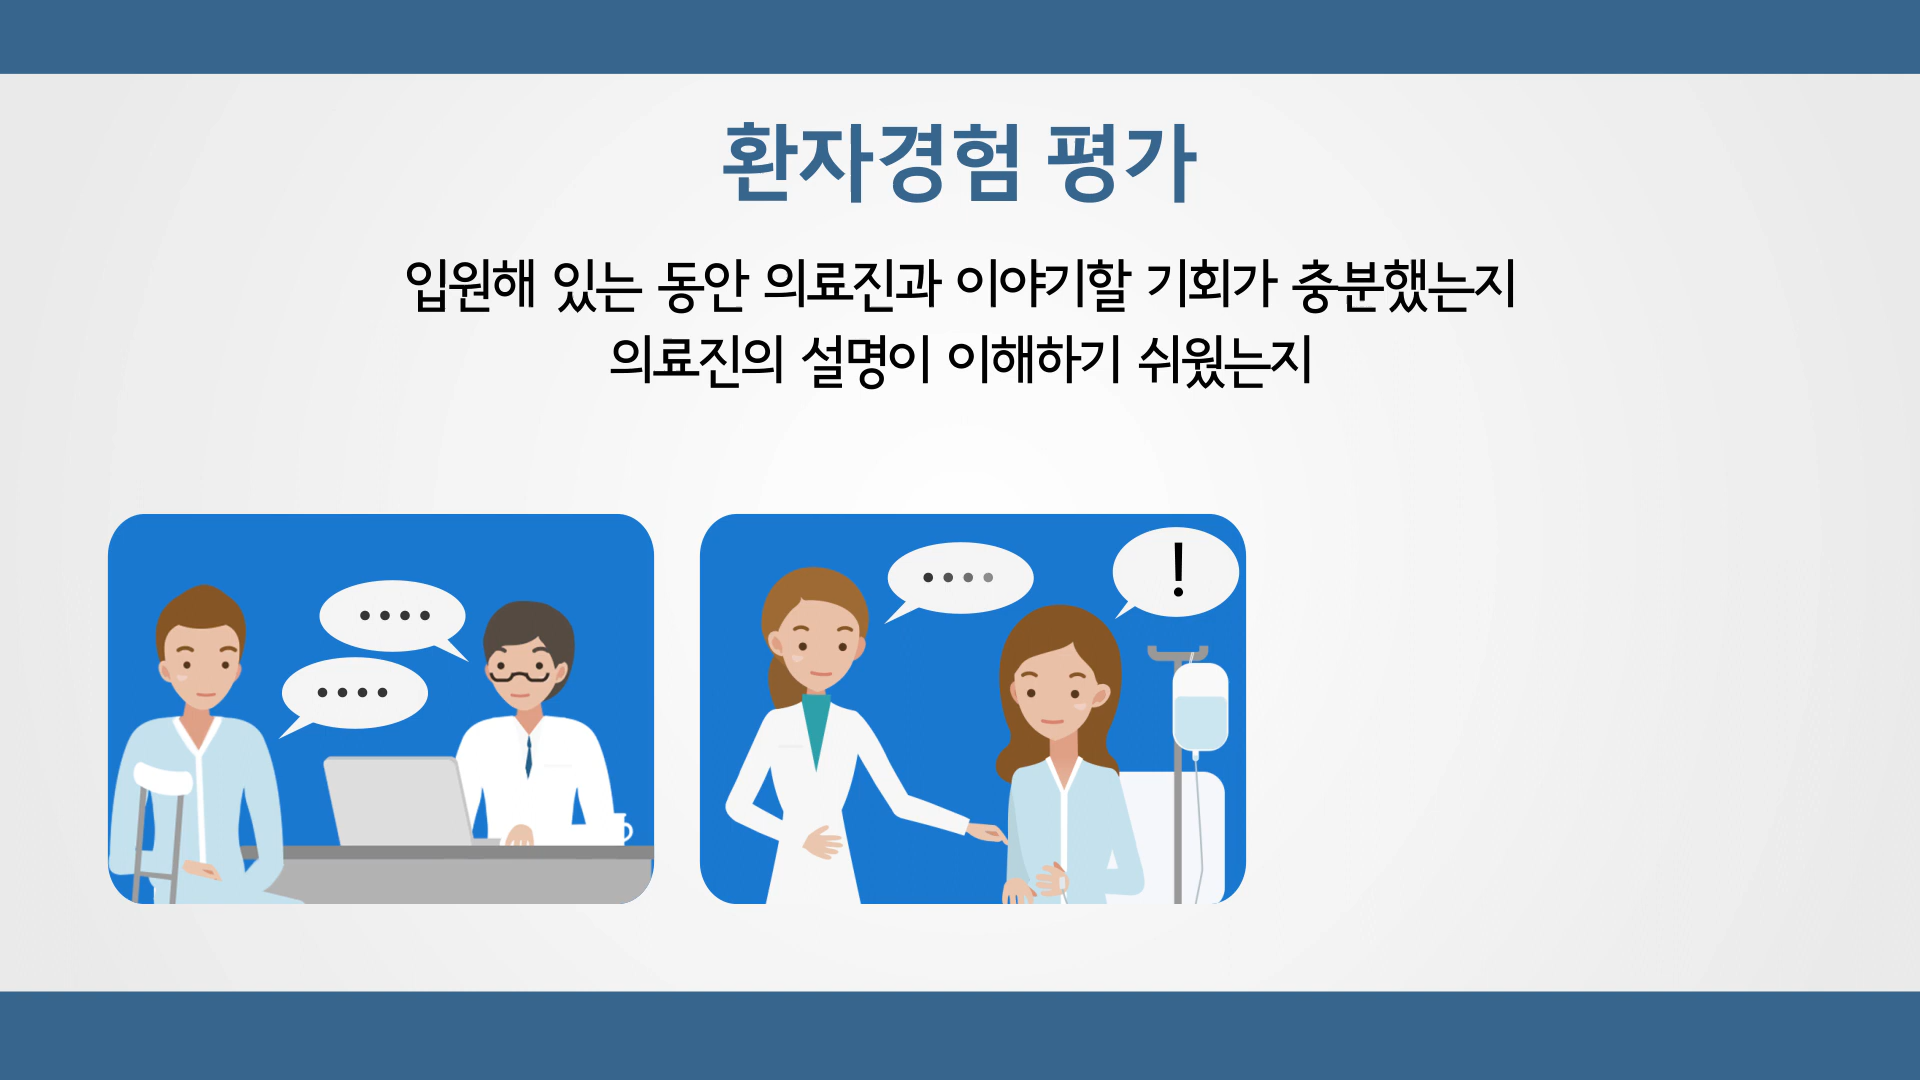 환자경험 평가
입원해 있는 동안 의료진과 이야기할 기회가 충분했는지
의료진의 설명이 이해하기 쉬웠는지
....
....
....
!